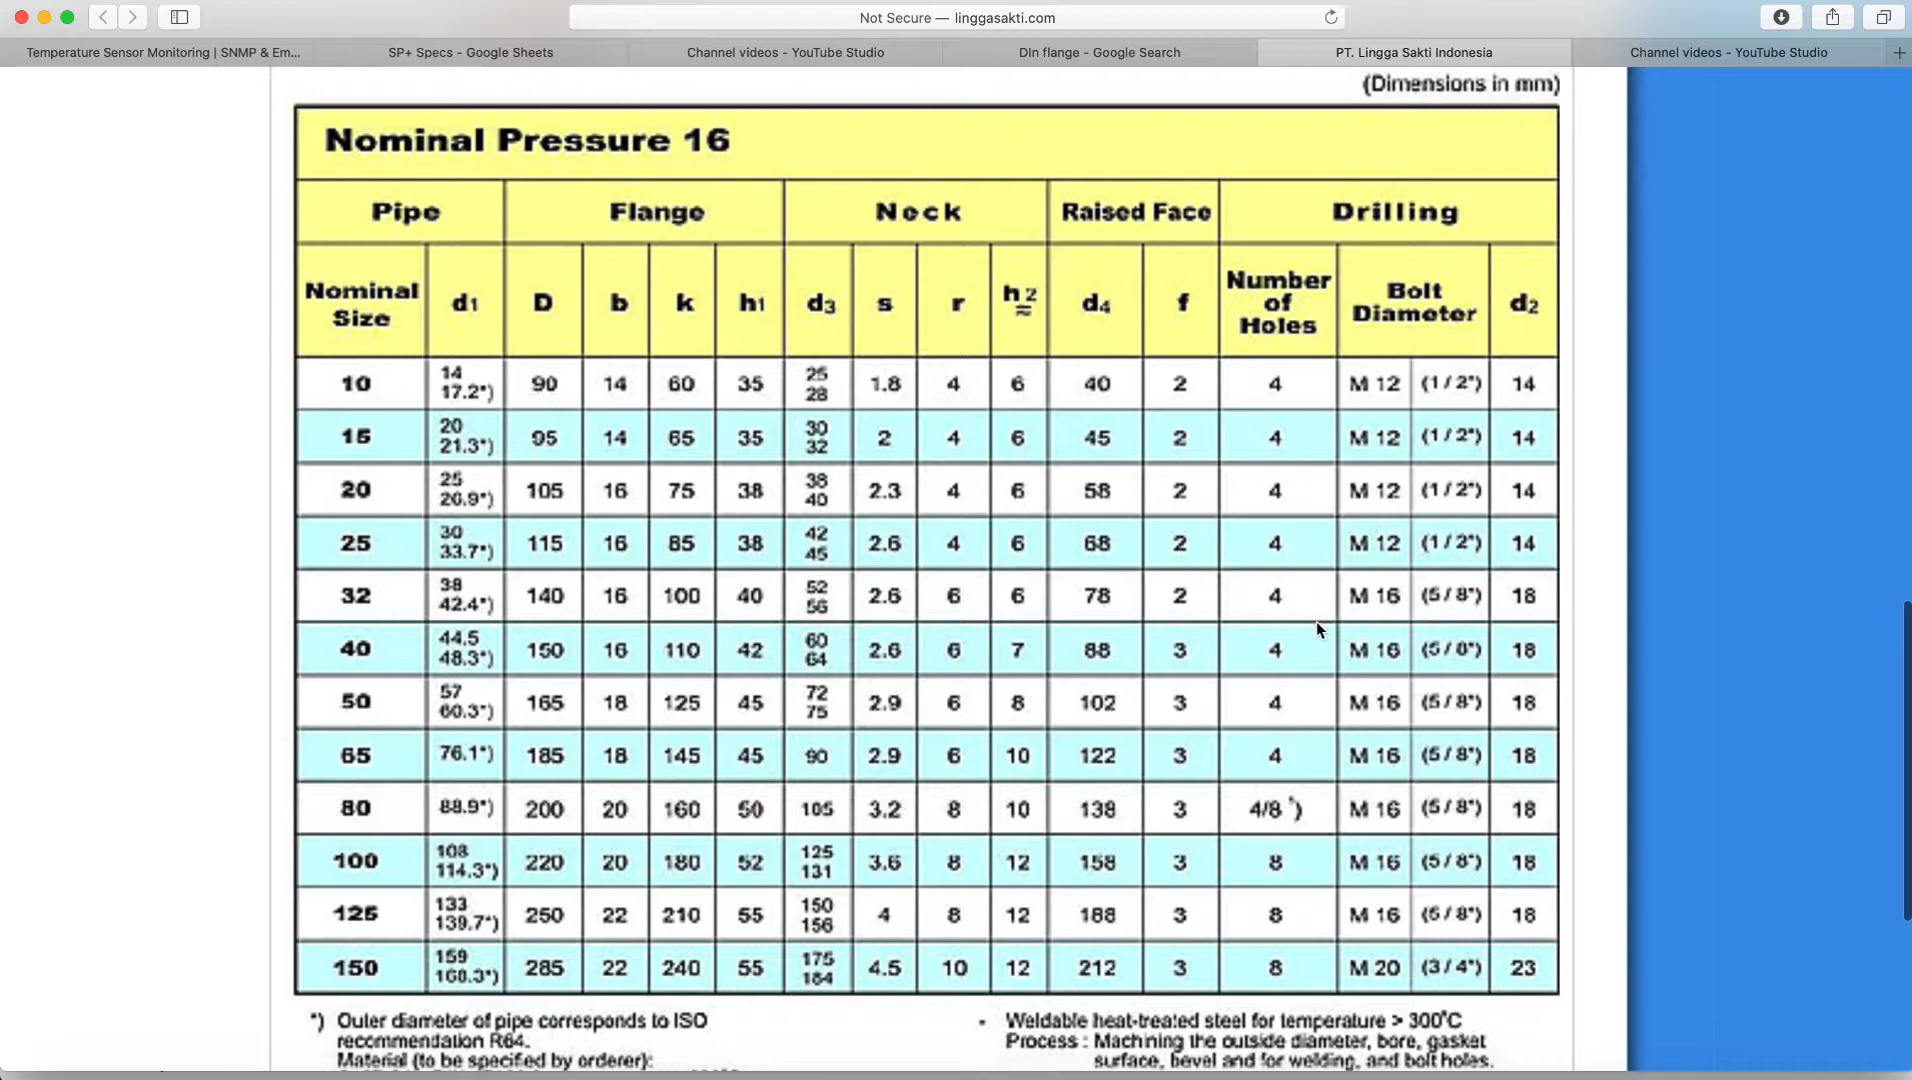 Not Secure — linggasakti.com
Temperature Sensor Monitoring | SNMP & Em...
SP+ Specs - Google Sheets
Channel videos - YouTube Studio
DIn flange - Google Search
PT. Lingga Sakti Indonesia
Channel videos - YouTube Studio
(Dimensions in mm)
Nominal Pressure 16
Pipe Flange Neck Raised Face Drilling
Nominal Size d1 D b k h1 d3 s r h2 ≈ d4 f Number of Holes Bolt Diameter d2
10 14 17.2*) 90 14 60 35 25 28 1.8 4 6 40 2 4 M 12 (1/2") 14
15 20 21.3*) 95 14 65 35 30 32 2 4 6 45 2 4 M 12 (1/2") 14
20 25 26.9*) 105 16 75 38 38 40 2.3 4 6 58 2 4 M 12 (1/2") 14
25 30 33.7*) 115 16 85 38 42 45 2.6 4 6 68 2 4 M 12 (1/2") 14
32 38 42.4*) 140 16 100 40 52 56 2.6 6 6 78 2 4 M 16 (5/8") 18
40 44.5 48.3*) 150 16 110 42 60 64 2.6 6 7 88 3 4 M 16 (5/8") 18
50 57 60.3*) 165 18 125 45 72 75 2.9 6 8 102 3 4 M 16 (5/8") 18
65 76.1*) 185 18 145 45 90 2.9 6 10 122 3 4 M 16 (5/8") 18
80 88.9*) 200 20 160 50 105 3.2 8 10 138 3 4/8 *) M 16 (5/8") 18
100 108 114.3*) 220 20 180 52 125 131 3.6 8 12 158 3 8 M 16 (5/8") 18
125 133 139.7*) 250 22 210 55 150 156 4 8 12 188 3 8 M 16 (5/8") 18
150 159 168.3*) 285 22 240 55 175 184 4.5 10 12 212 3 8 M 20 (3/4") 23
*) Outer diameter of pipe corresponds to ISO
recommendation R64.
Material (to be specified by orderer):
- Weldable heat-treated steel for temperature > 300°C
Process : Machining the outside diameter, bore, gasket
surface, bevel and for welding, and bolt holes.